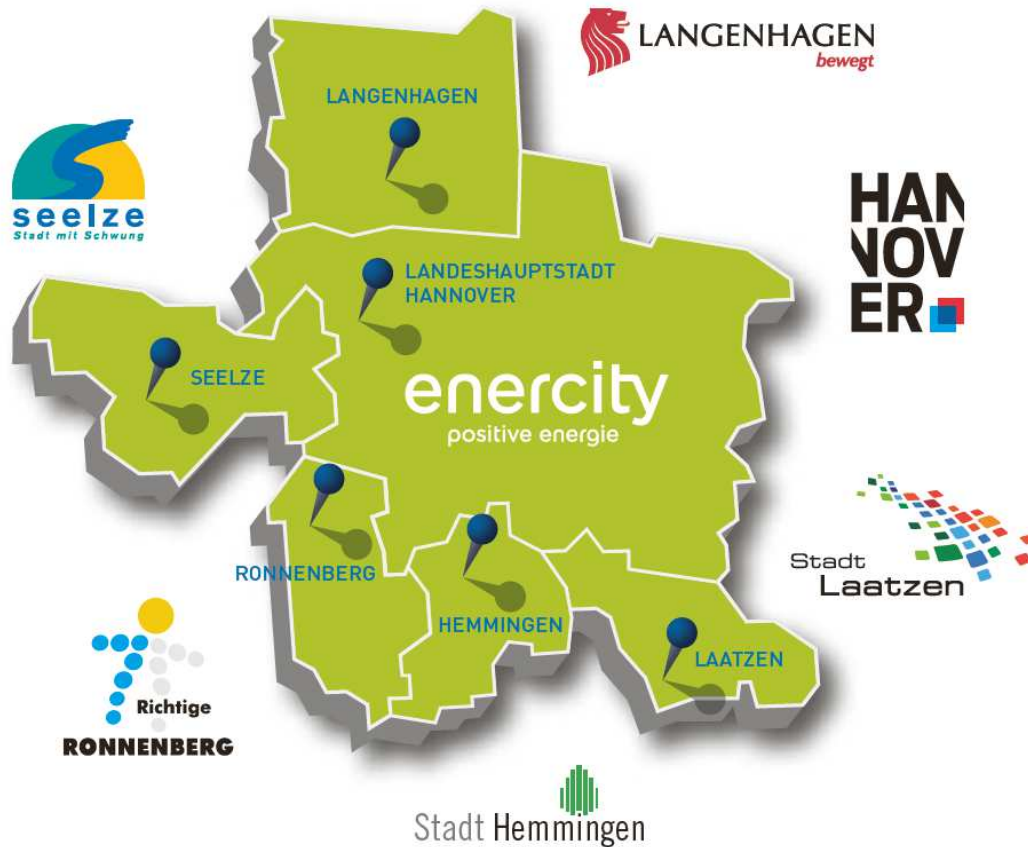 LANGENHAGEN
bewegt
LANGENHAGEN
seelze
Stadt mit Schwung
HAN
NOV
ER
LANDESHAUPTSTADT
HANNOVER
SEELZE
enercity
positive energie
RONNENBERG
HEMMINGEN
LAATZEN
Stadt
Laatzen
Richtige
RONNENBERG
Stadt Hemmingen